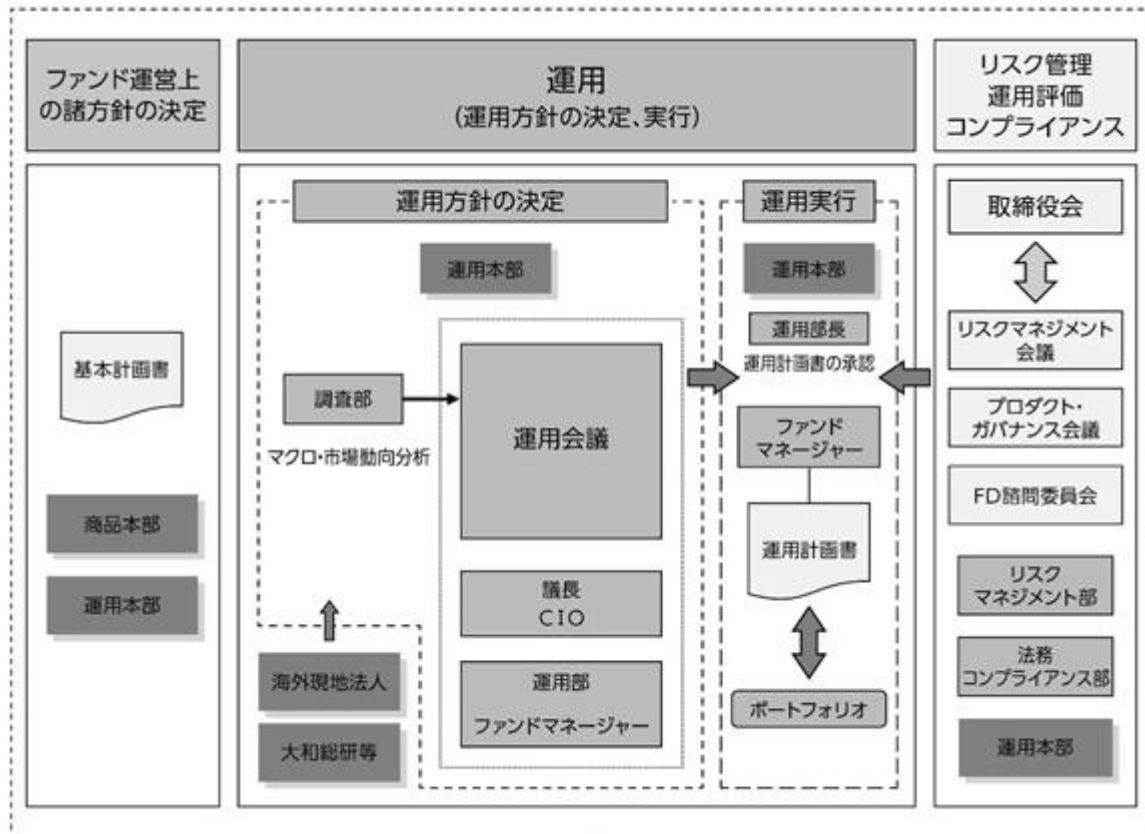 ファンド運営上
の諸方針の決定
運用
(運用方針の決定、実行)
リスク管理
運用評価
コンプライアンス
基本計画書
商品本部
運用本部
運用方針の決定
運用本部
調査部
マクロ・市場動向分析
運用会議
議長
CIO
運用部
ファンドマネージャー
海外現地法人
大和総研等
運用実行
運用本部
運用部長
運用計画書の承認
ファンド
マネージャー
運用計画書
ポートフォリオ
取締役会
リスクマネジメント
会議
プロダクト・
ガバナンス会議
FD諮問委員会
リスク
マネジメント部
法務
コンプライアンス部
運用本部